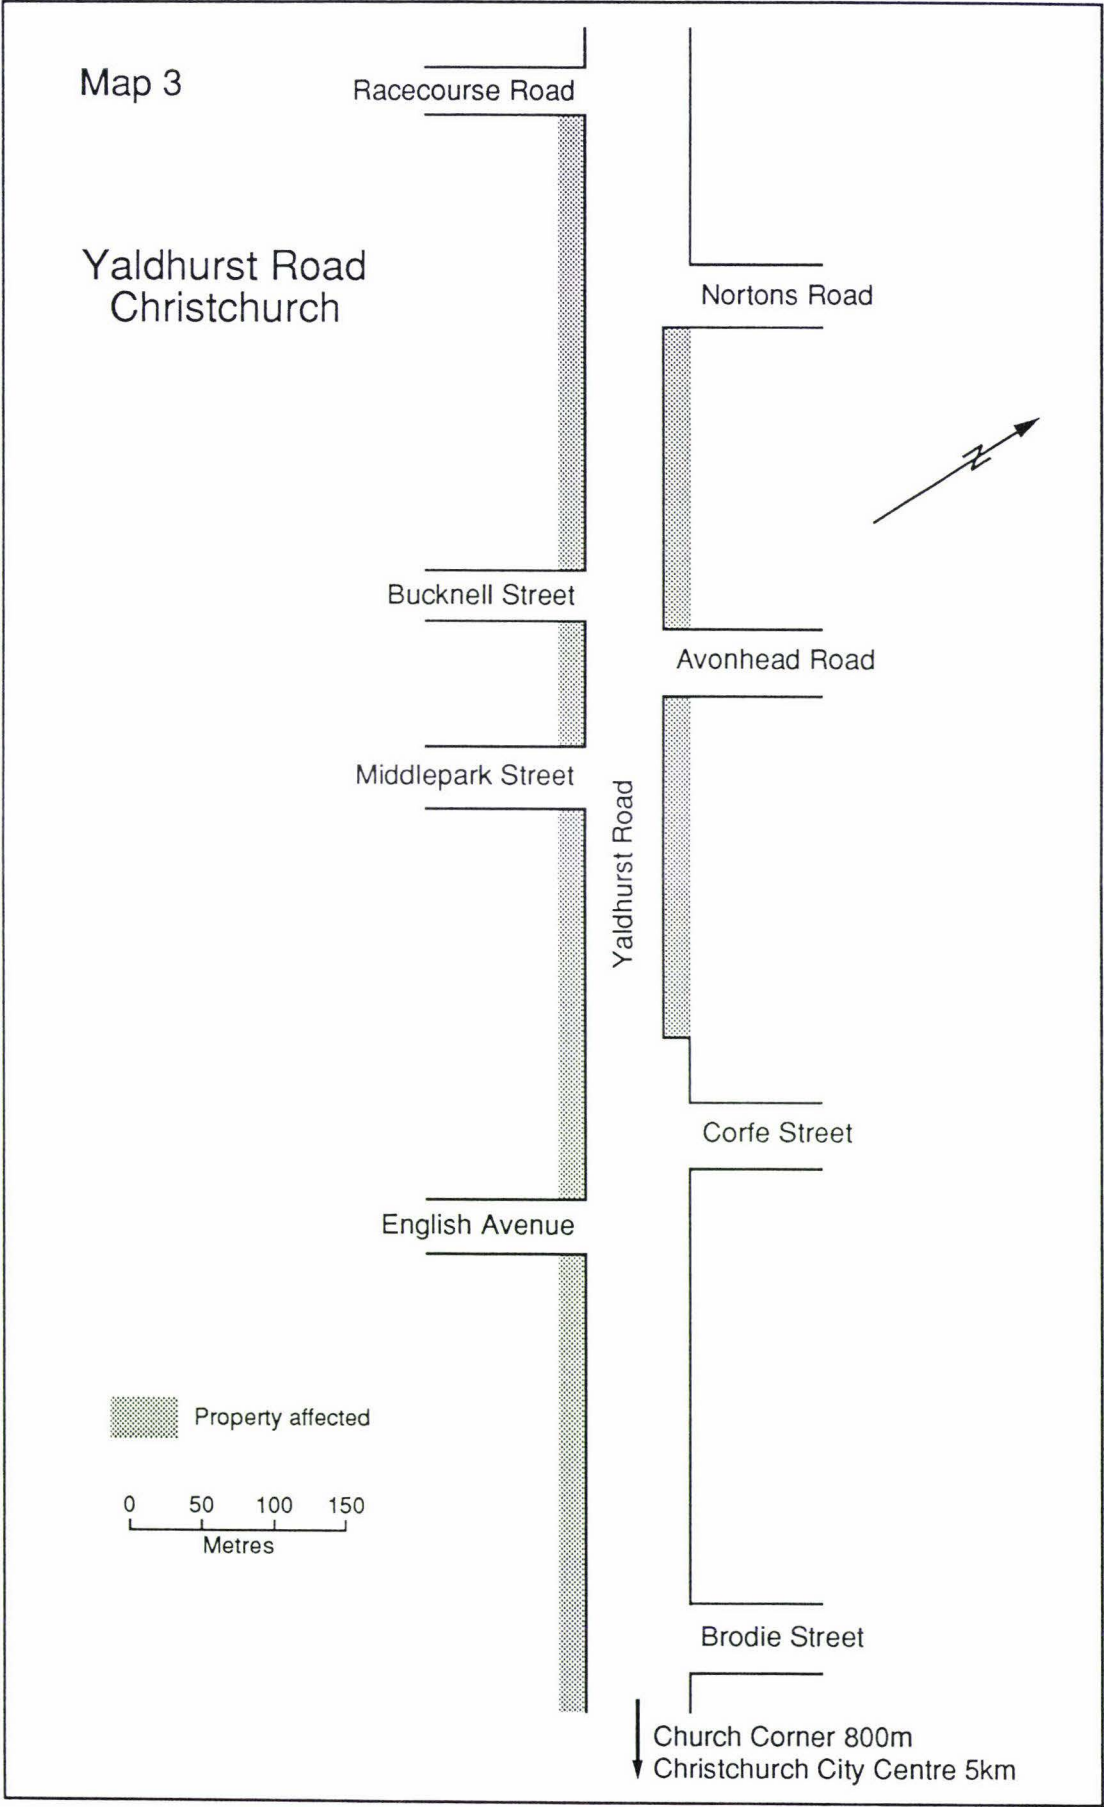 Map 3
Racecourse Road
Yaldhurst Road
Christchurch
Nortons Road
N
Bucknell Street
Avonhead Road
Middlepark Street
Yaldhurst Road
Corfe Street
English Avenue
Property affected
0 50 100 150
Metres
Brodie Street
Church Corner 800m
Christchurch City Centre 5km